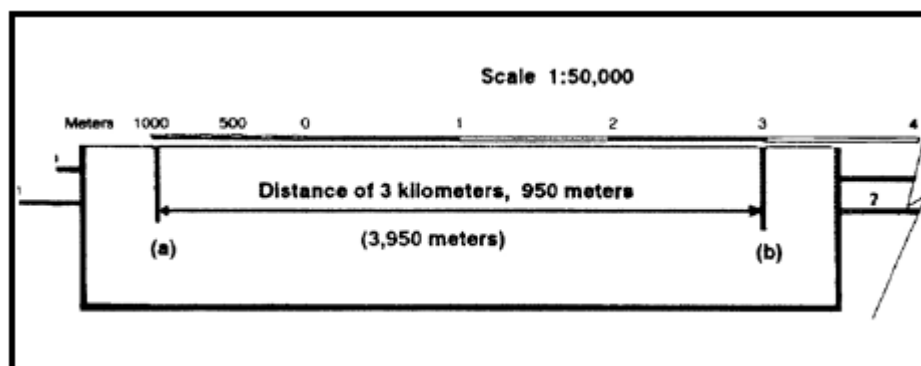 Scale 1:50,000
Meters 1000 500 0 1 2 3 4
Distance of 3 kilometers, 950 meters
(3,950 meters)
(a) (b)
?